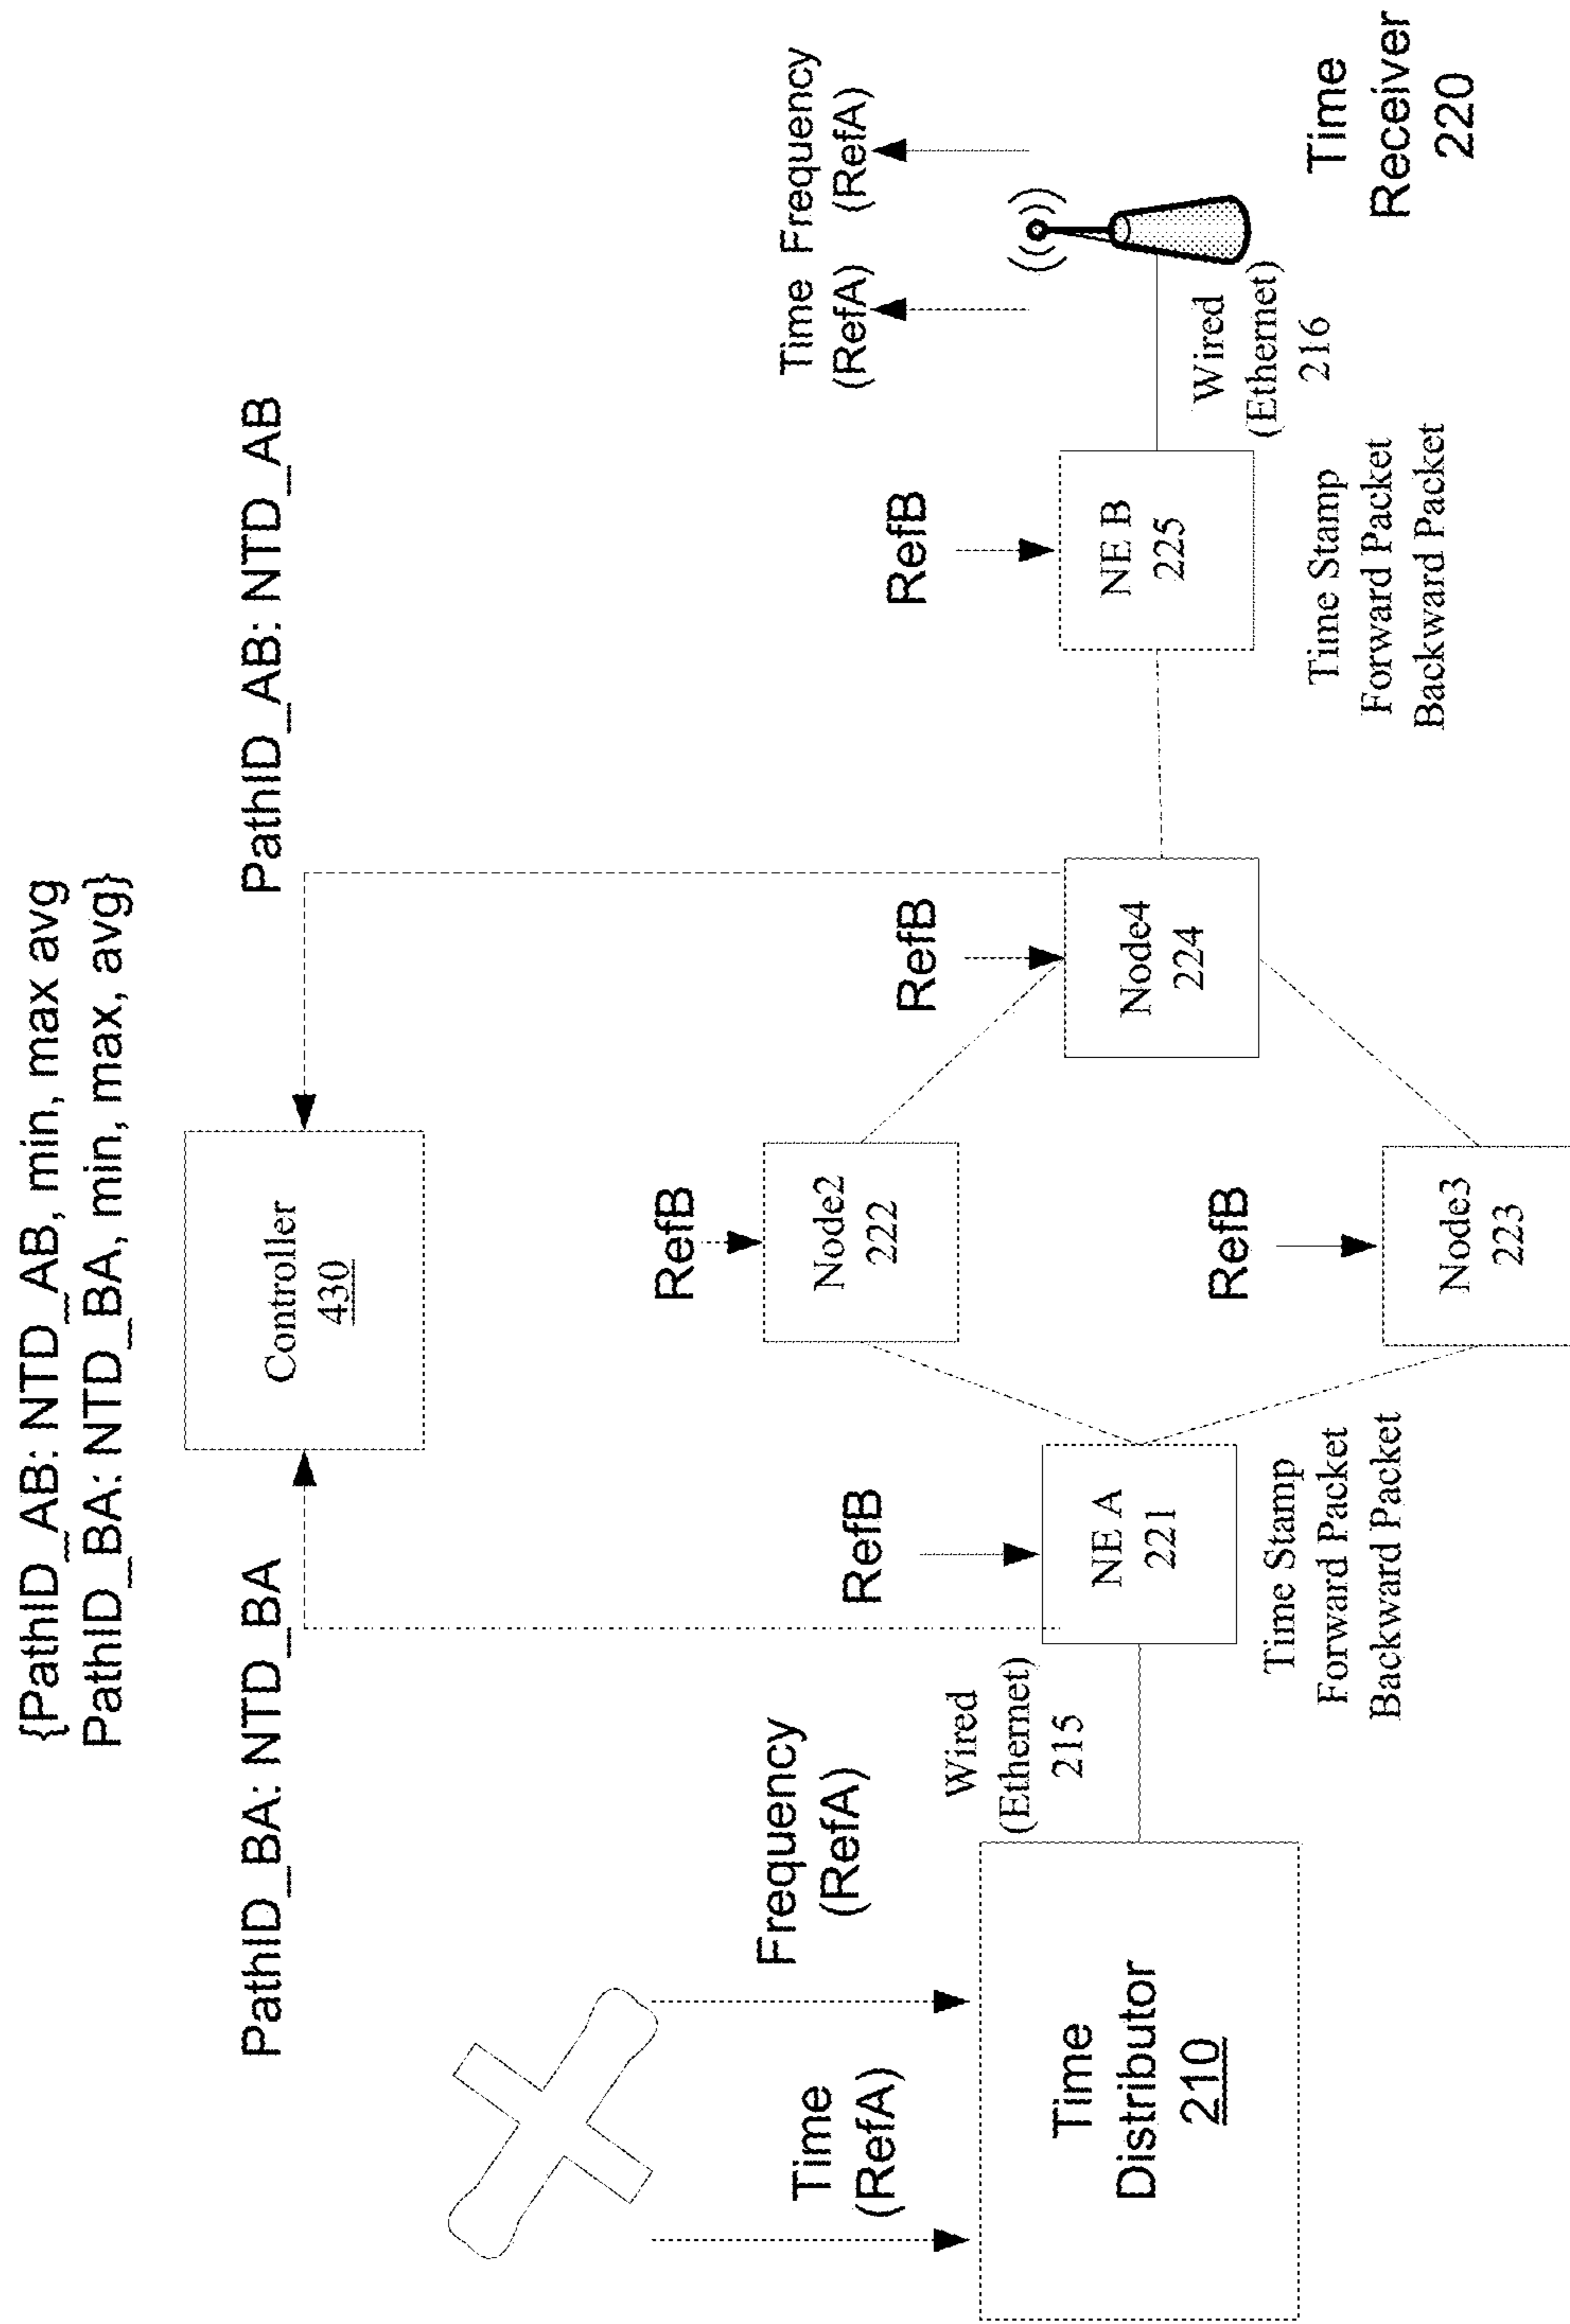 {PathID_AB: NTD_AB, min, max avg
PathID_BA: NTD_BA, min, max, avg}
PathID_BA: NTD_BA
PathID_AB: NTD_AB
Controller
430
Time
(RefA)
Frequency
(RefA)
Time
Distributor
210
Wired
(Ethernet)
215
RefB
NE A
221
Time Stamp
Forward Packet
Backward Packet
RefB
Node2
222
RefB
Node3
223
RefB
Node4
224
RefB
NE B
225
Time Stamp
Forward Packet
Backward Packet
Wired
(Ethernet)
216
Time Frequency
(RefA) (RefA)
Time
Receiver
220